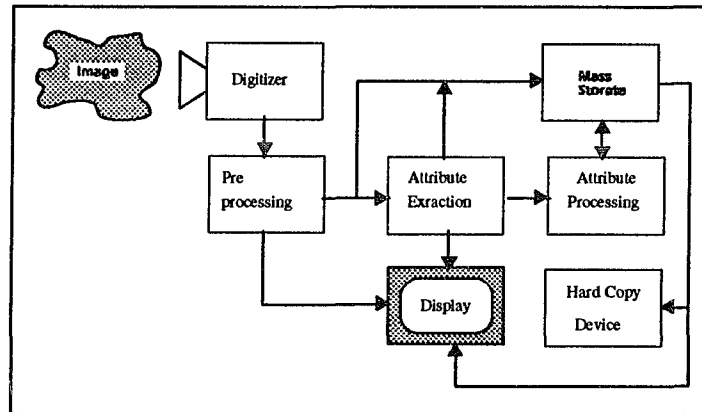 Image
Digitizer
Mass
Storate
Pre
processing
Attribute
Exraction
Attribute
Processing
Display
Hard Copy
Device